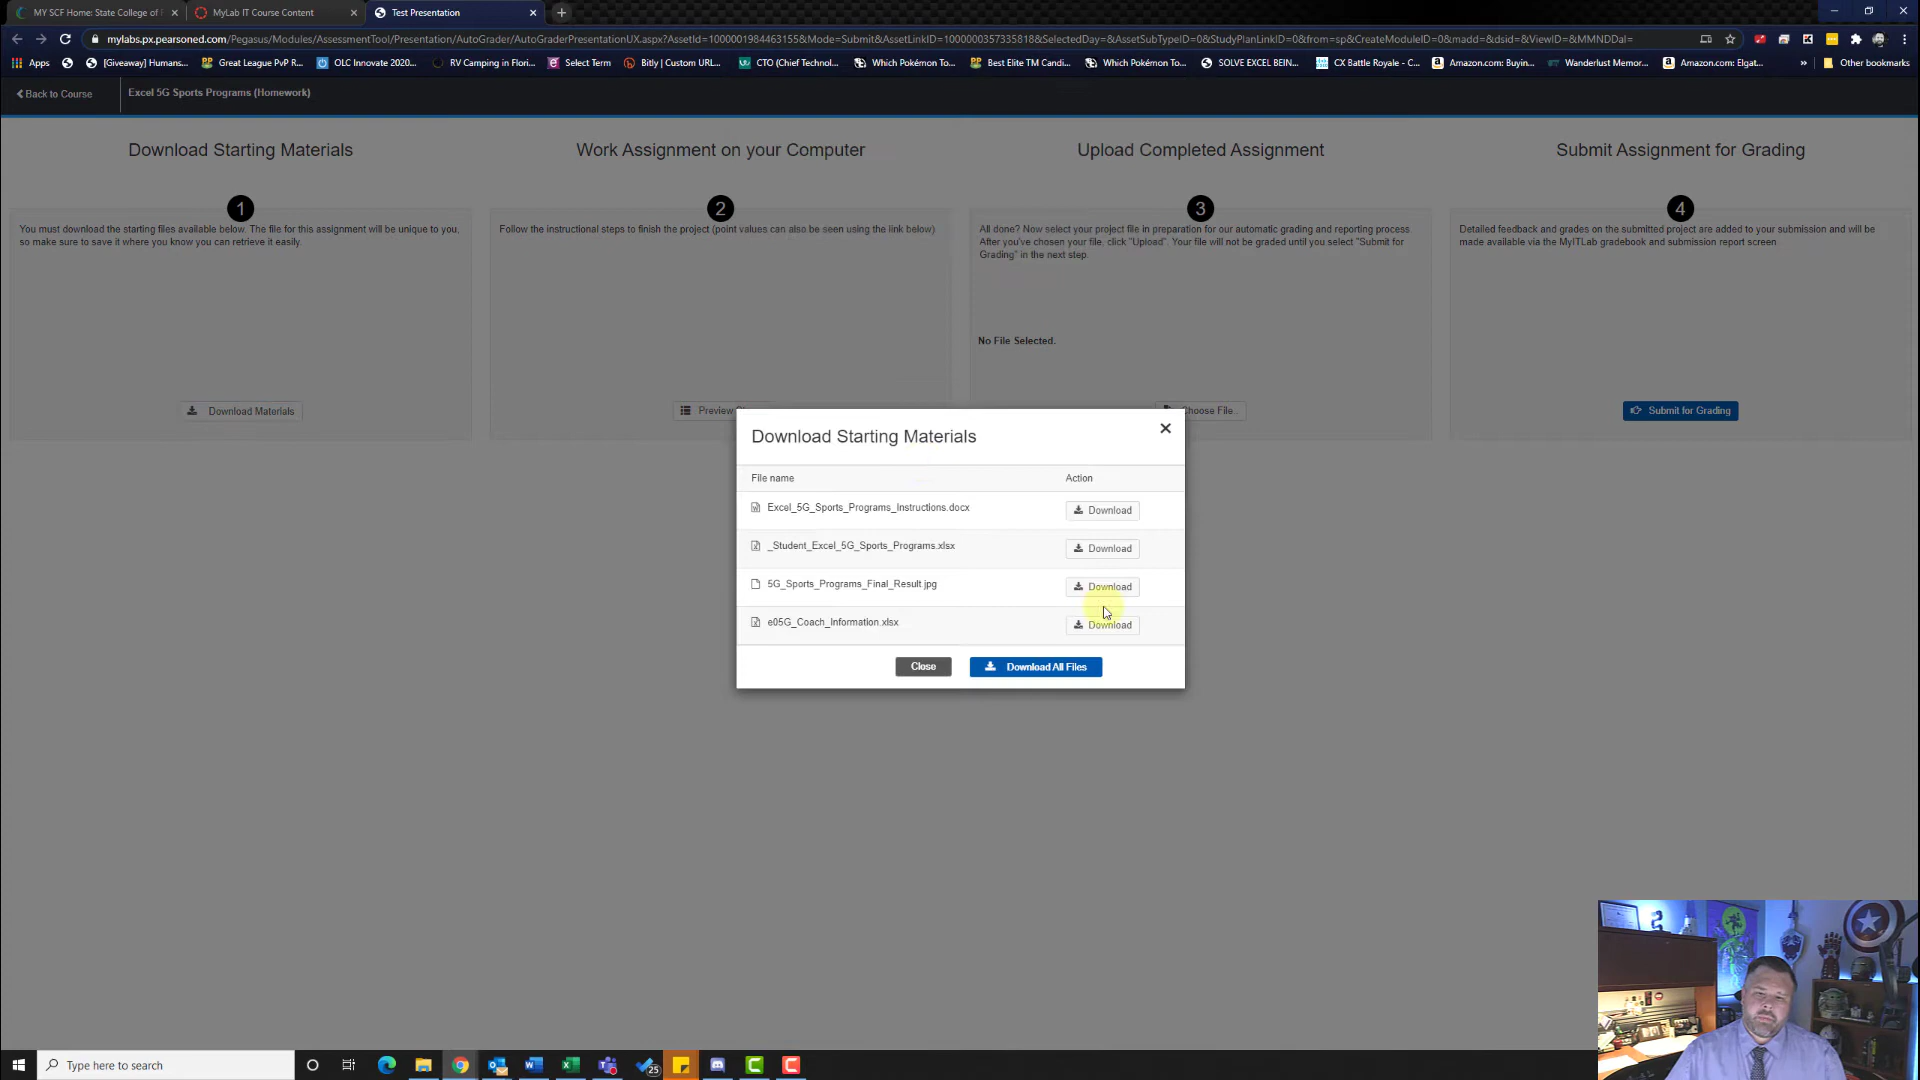 MY SCF Home: State College of F
MyLab IT Course Content
Test Presentation
mylabs.px.pearsoned.com/Pegasus/Modules/AssessmentTool/Presentation/AutoGrader/AutoGraderPresentationUX.aspx?AssetId=1000001984463155&Mode=Submit&AssetLinkID=1000000357335818&SelectedDay=&AssetSubTypeID=0&StudyPlanLinkID=0&from=sp&CreateModuleID=0&madd=&dsid=&ViewID=&MMNDDal=
Apps
[Giveaway] Humans...
Great League PvP R...
OLC Innovate 2020...
RV Camping in Flori...
Select Term
Bitly | Custom URL...
CTO (Chief Technol...
Which Pokémon To...
Best Elite TM Candi...
Which Pokémon To...
SOLVE EXCEL BEIN...
CX Battle Royale - C...
Amazon.com: Buyin...
Wanderlust Memor...
Amazon.com: Elgat...
»
Other bookmarks
Back to Course
Excel 5G Sports Programs (Homework)
Download Starting Materials
Work Assignment on your Computer
Upload Completed Assignment
Submit Assignment for Grading
1
2
3
4
You must download the starting files available below. The file for this assignment will be unique to you,
so make sure to save it where you know you can retrieve it easily.
Follow the instructional steps to finish the project (point values can also be seen using the link below)
All done? Now select your project file in preparation for our automatic grading and reporting process.
After you've chosen your file, click "Upload". Your file will not be graded until you select "Submit for
Grading" in the next step.
Detailed feedback and grades on the submitted project are added to your submission and will be
made available via the MyITLab gradebook and submission report screen.
No File Selected.
Download Materials
Preview
hoose File..
Submit for Grading
Download Starting Materials
File name
Action
Excel_5G_Sports_Programs_Instructions.docx
Download
_Student_Excel_5G_Sports_Programs.xlsx
Download
5G_Sports_Programs_Final_Result.jpg
Download
e05G_Coach_Information.xlsx
Download
Close
Download All Files
Type here to search
25